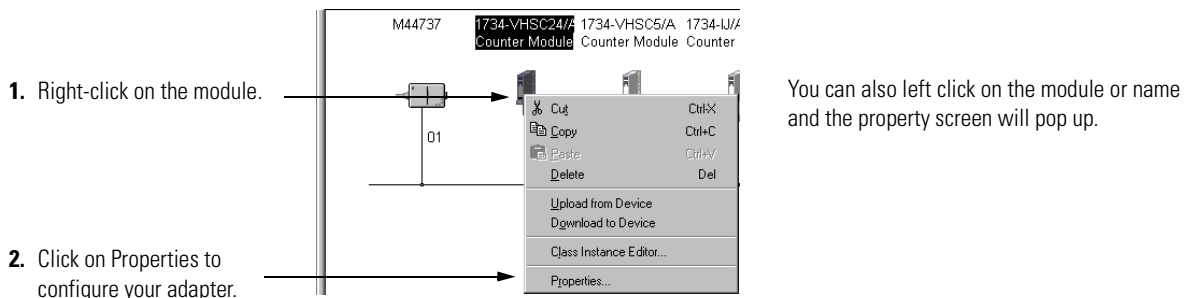 M44737
1734-VHSC24/A 1734-VHSC5/A 1734-IJ/A
Counter Module Counter Module Counter
1. Right-click on the module.
You can also left click on the module or name
and the property screen will pop up.
01
Cut Ctrl-X
Copy Ctrl+C
Paste Ctrl+V
Delete Del
Upload from Device
Download to Device
Class Instance Editor...
Properties...
2. Click on Properties to
configure your adapter.